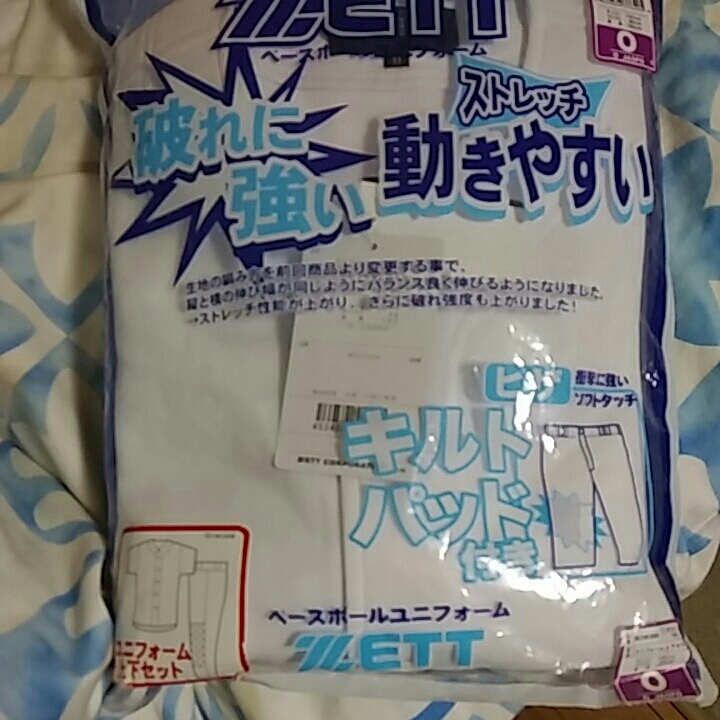 ZETT
ベースボールユニフォーム
O
破れに
強い
ストレッチ
動きやすい
生地の編み方を前回商品より変更する事で、
縦と横の伸び幅が同じようにバランス良く伸びるようになりました。
→ストレッチ性能が上がり、さらに破れ強度も上がりました!
MADE IN CHINA
ZETT CORPORA
ヒザ
衝撃に強い
ソフトタッチ
キルト
パッド
付き
ユニフォーム
上下セット
ベースボールユニフォーム
ZETT
O